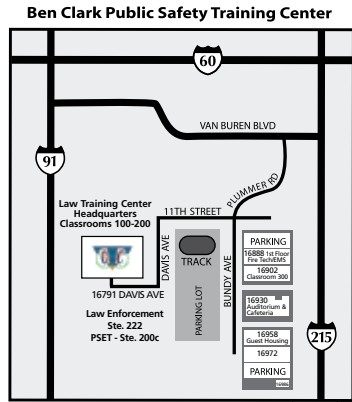 Ben Clark Public Safety Training Center
60
VAN BUREN BLVD
91
PLUMMER RD
Law Training Center
Headquarters
Classrooms 100-200
11TH STREET
DAVIS AVE
TRACK
BUNDY AVE
PARKING LOT
PARKING
16888 1st Floor
Fire Tech/EMS
16902
Classroom 300
16791 DAVIS AVE
16930
Auditorium &
Cafeteria
Law Enforcement
Ste. 222
PSET - Ste. 200c
16958
Guest Housing
16972
PARKING
16986
215